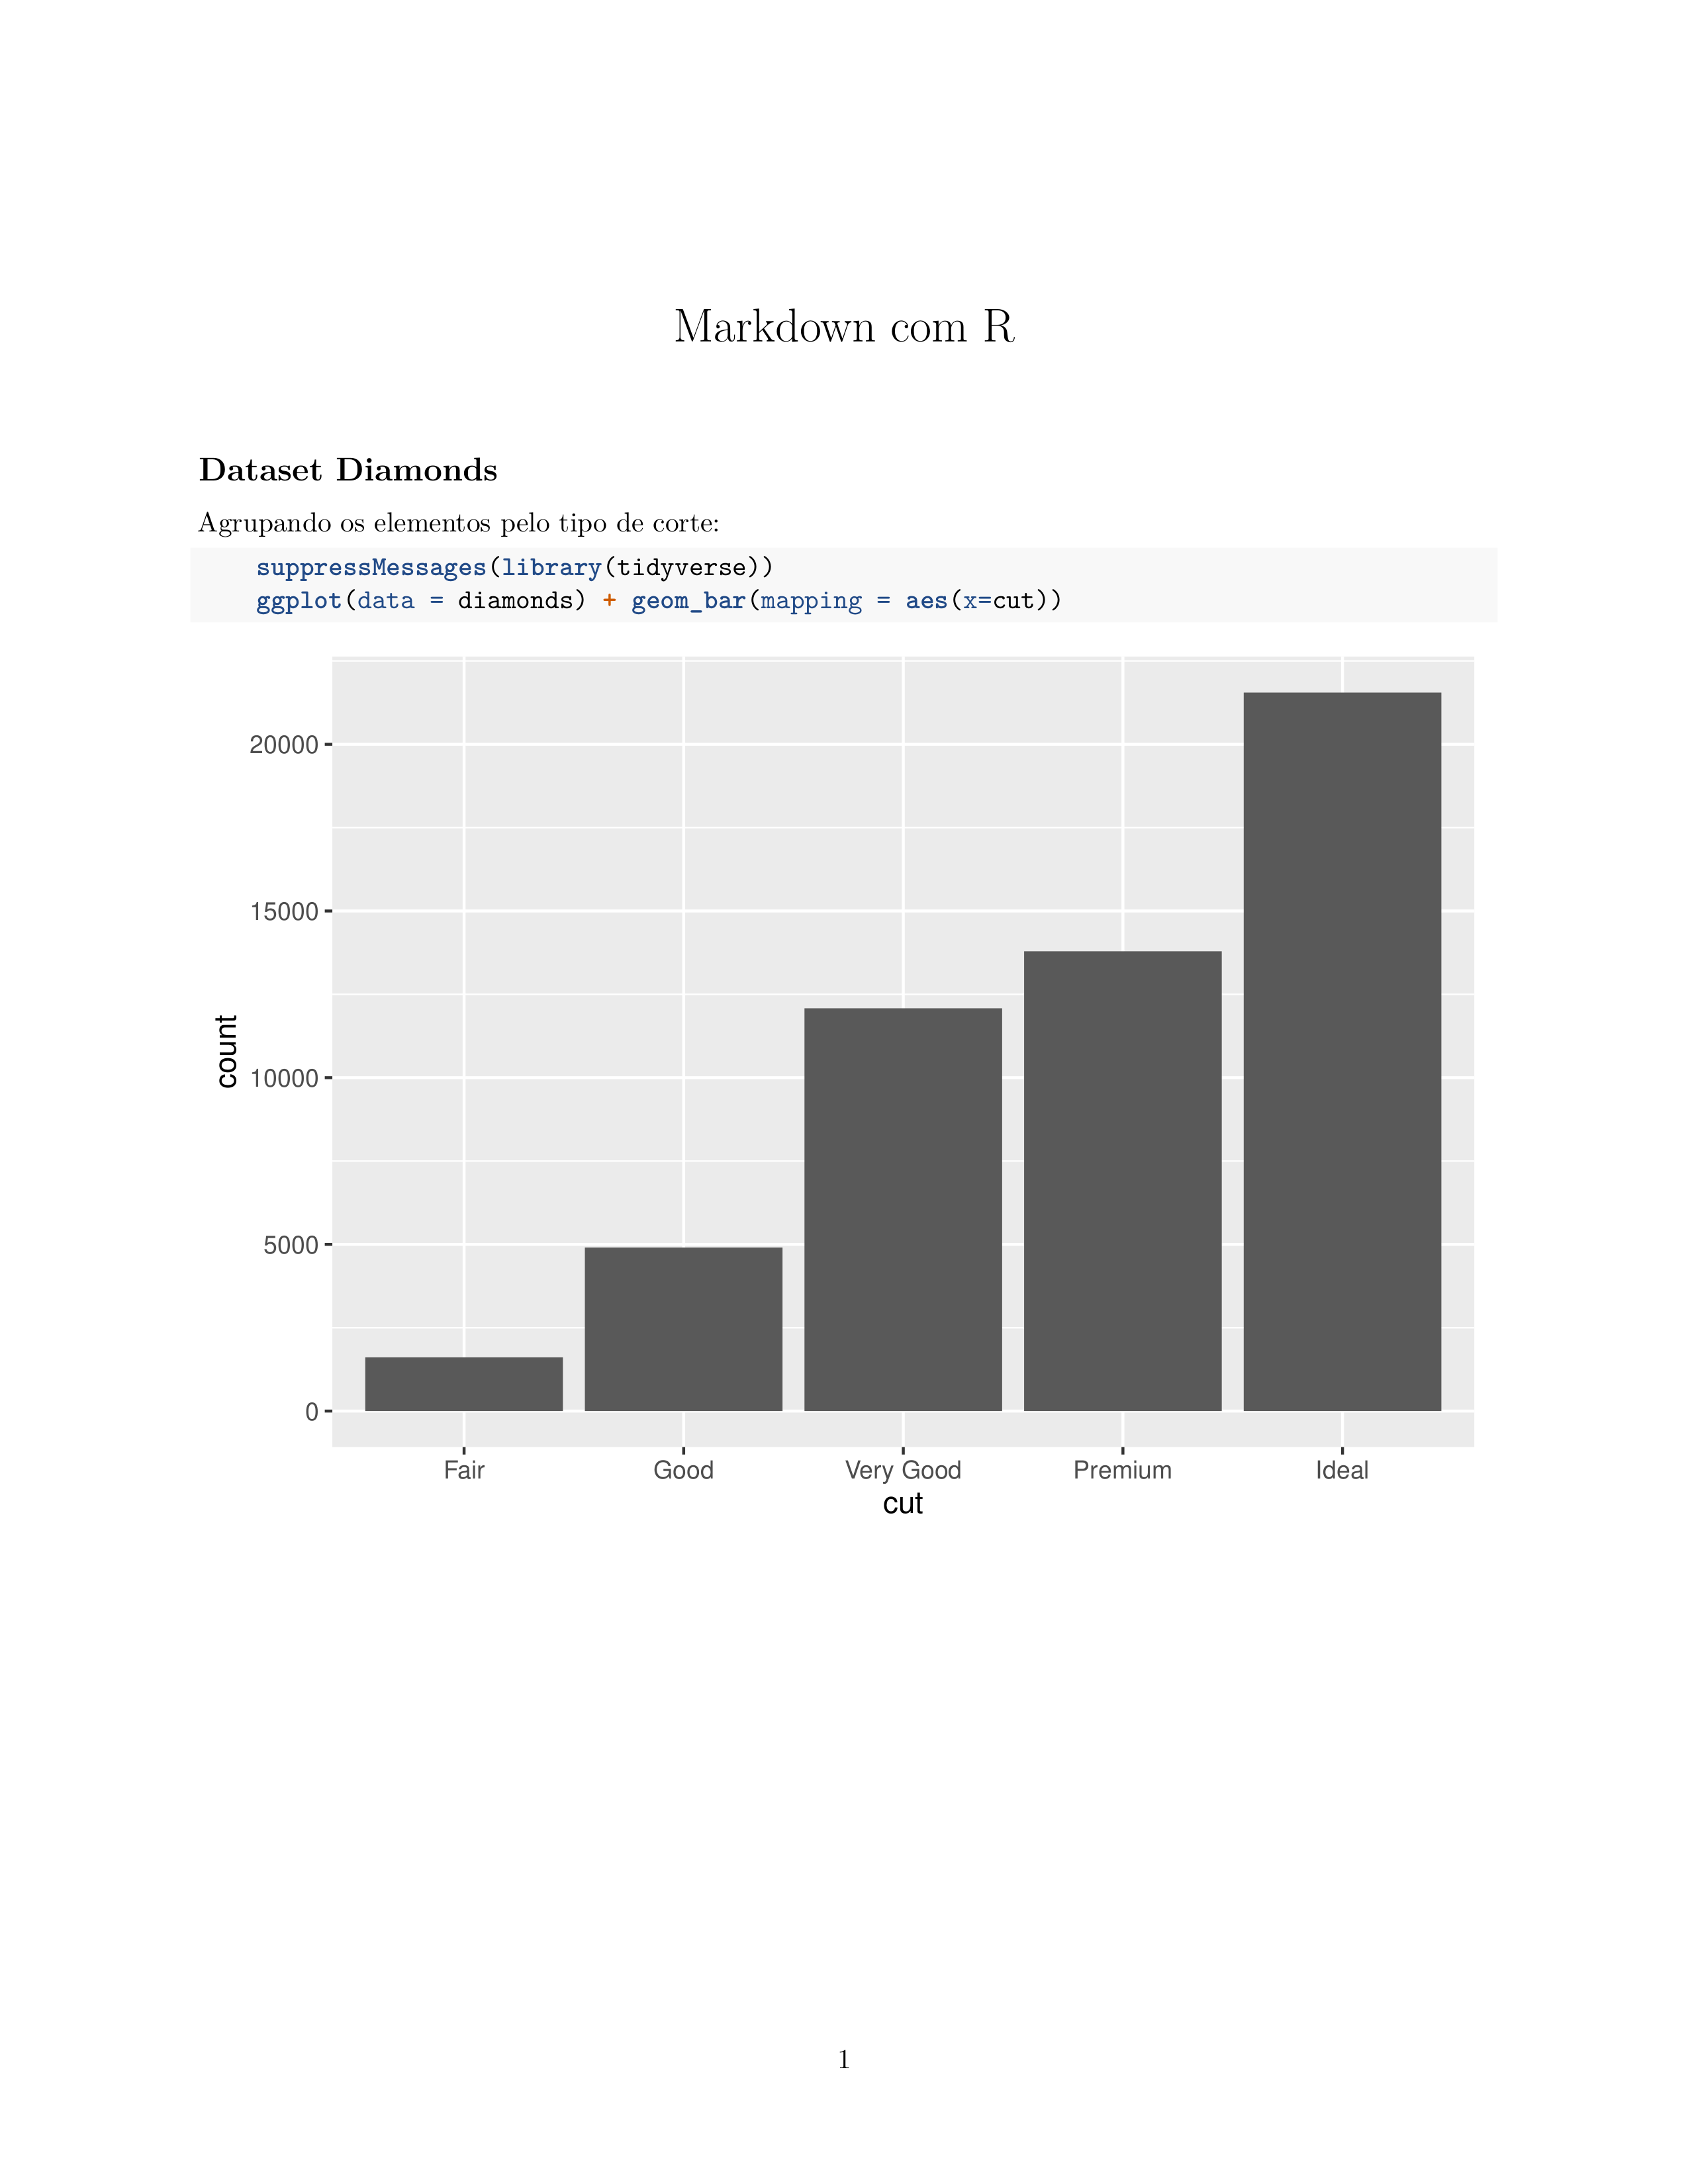 Markdown com R
Dataset Diamonds
Agrupando os elementos pelo tipo de corte:
suppressMessages(library(tidyverse))
ggplot(data = diamonds) + geom_bar(mapping = aes(x=cut))
20000
15000
10000
5000
0
count
Fair Good Very Good Premium Ideal
cut
1